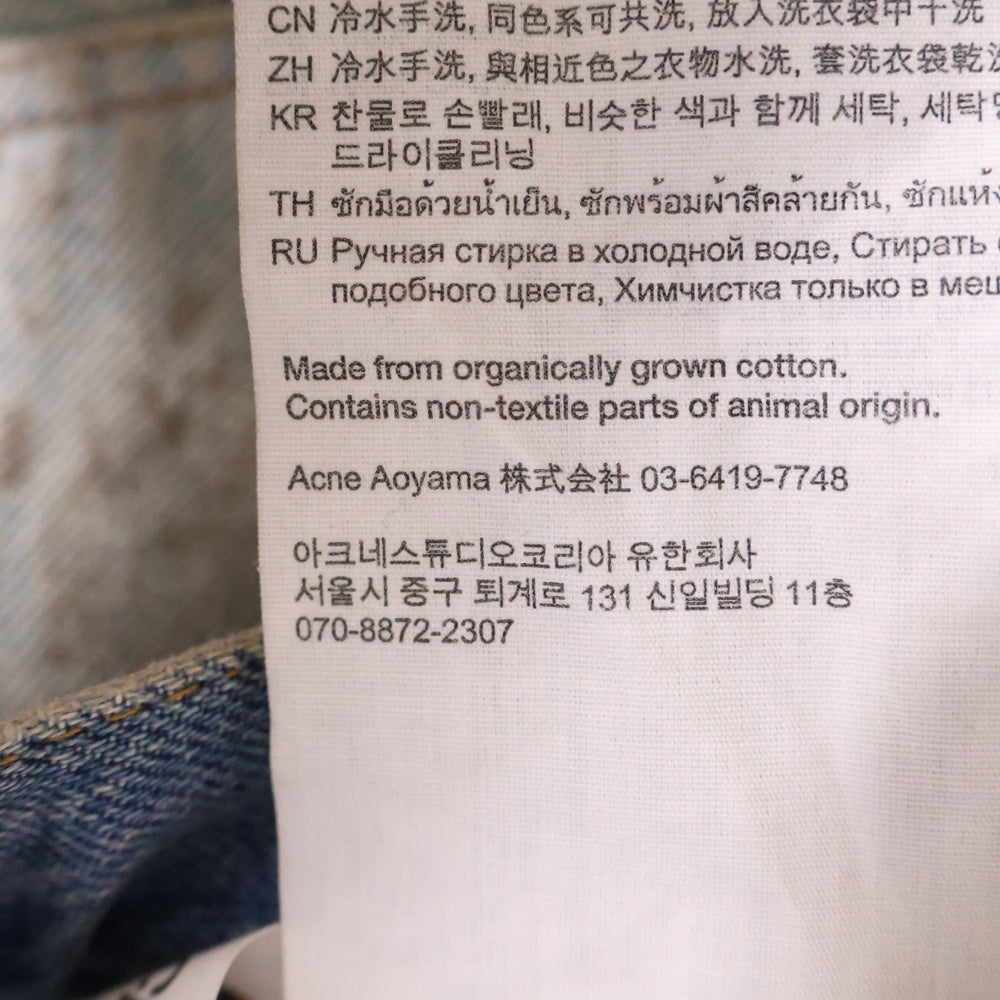 CN 冷水手洗, 同色系可共洗, 放入洗衣袋中干洗
ZH 冷水手洗, 與相近色之衣物水洗, 套洗衣袋乾洗
KR 찬물로 손빨래, 비슷한 색과 함께 세탁, 세탁
드라이클리닝
TH ซักมือด้วยน้ำเย็น, ซักพร้อมผ้าสีคล้ายกัน, ซักแห้ง
RU Ручная стирка в холодной воде, Стирать
подобного цвета, Химчистка только в меш
Made from organically grown cotton.
Contains non-textile parts of animal origin.
Acne Aoyama 株式会社 03-6419-7748
아크네스튜디오코리아 유한회사
서울시 중구 퇴계로 131 신일빌딩 11층
070-8872-2307